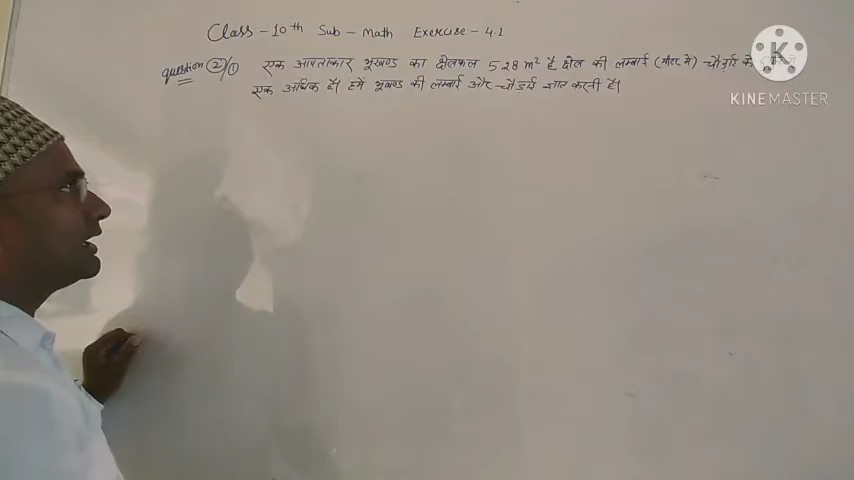 Class - 10th Sub - Math Exercise - 4.1
question ②/① एक आयताकार भूखण्ड का क्षेत्रफल 528 m² है क्षेत्र की लम्बाई (मीटर में) चौड़ाई के
एक अधिक है। हमें भूखण्ड की लम्बाई और चौड़ाई ज्ञात करनी है।
K
KINEMASTER